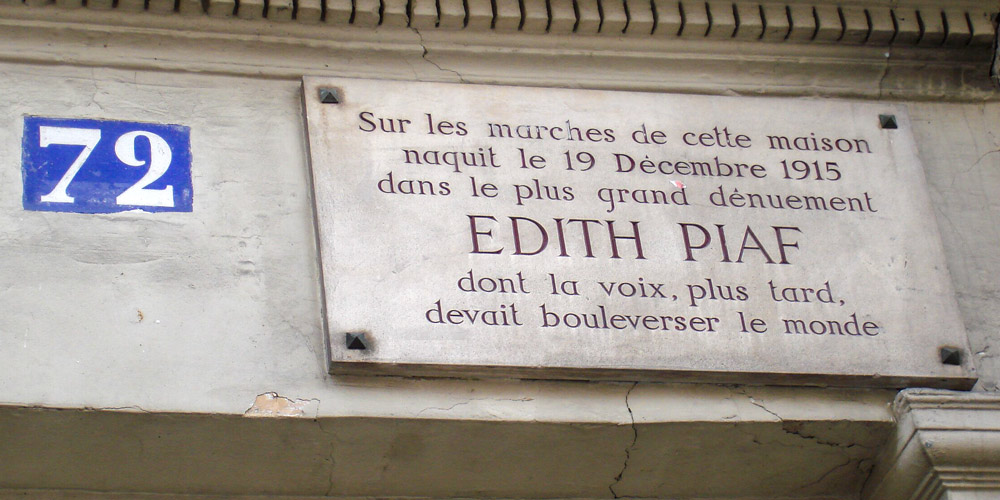 72
Sur les marches de cette maison
naquit le 19 Décembre 1915
dans le plus grand dénuement
EDITH PIAF
dont la voix, plus tard,
devait bouleverser le monde